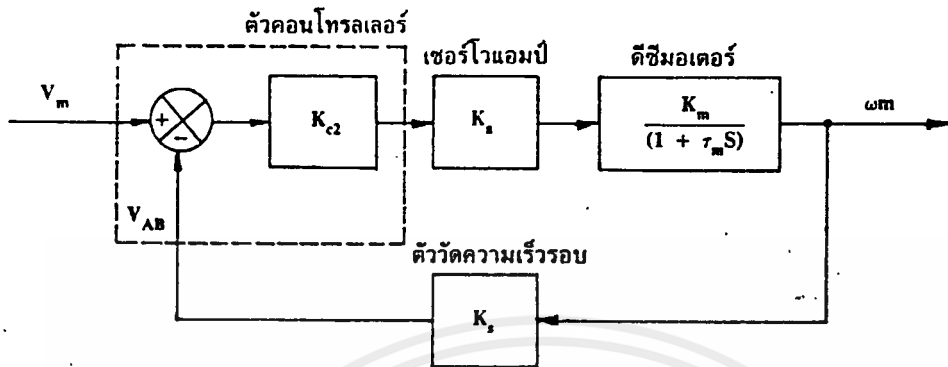 ตัวคอนโทรลเลอร์
เซอร์โวแอมป์
ดีซีมอเตอร์
V_m
+
−
K_c2
K_a
K_m
(1 + τ_mS)
ωm
V_AB
ตัววัดความเร็วรอบ
K_s